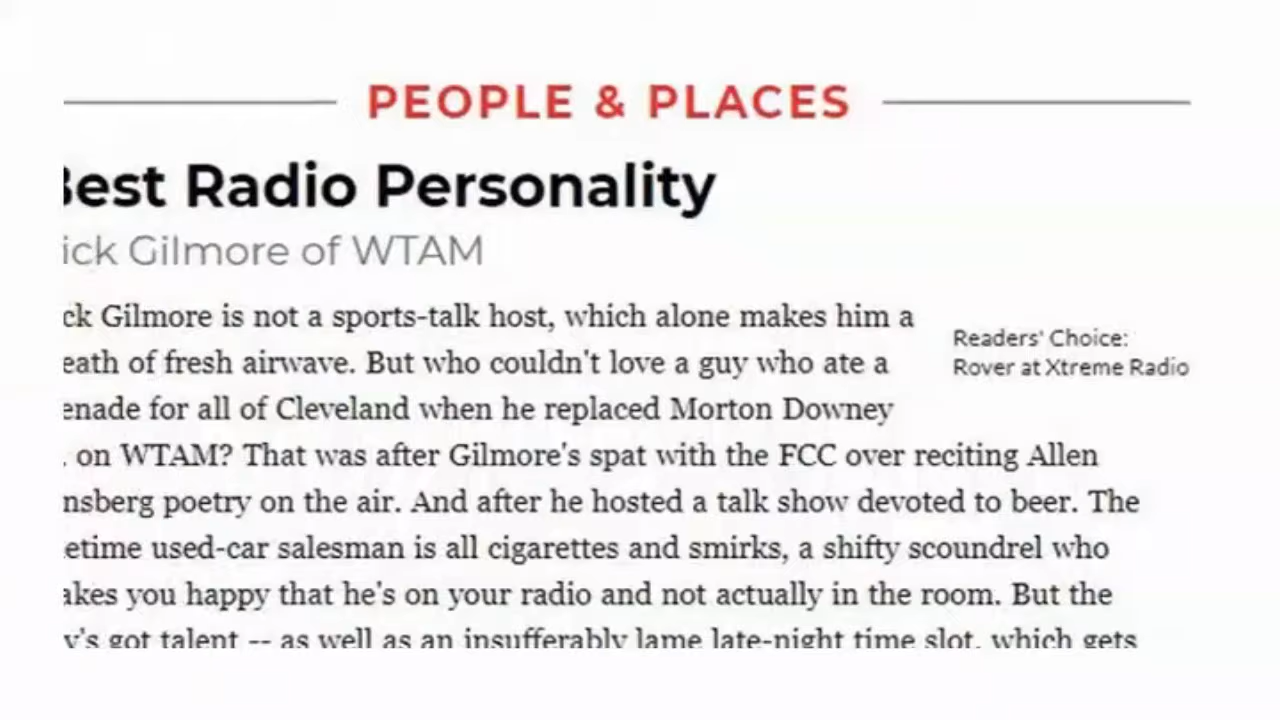 PEOPLE & PLACES
Best Radio Personality
ick Gilmore of WTAM
ck Gilmore is not a sports-talk host, which alone makes him a
eath of fresh airwave. But who couldn't love a guy who ate a
enade for all of Cleveland when he replaced Morton Downey
. on WTAM? That was after Gilmore's spat with the FCC over reciting Allen
nsberg poetry on the air. And after he hosted a talk show devoted to beer. The
etime used-car salesman is all cigarettes and smirks, a shifty scoundrel who
akes you happy that he's on your radio and not actually in the room. But the
y's got talent -- as well as an insufferably lame late-night time slot, which gets
Readers' Choice:
Rover at Xtreme Radio